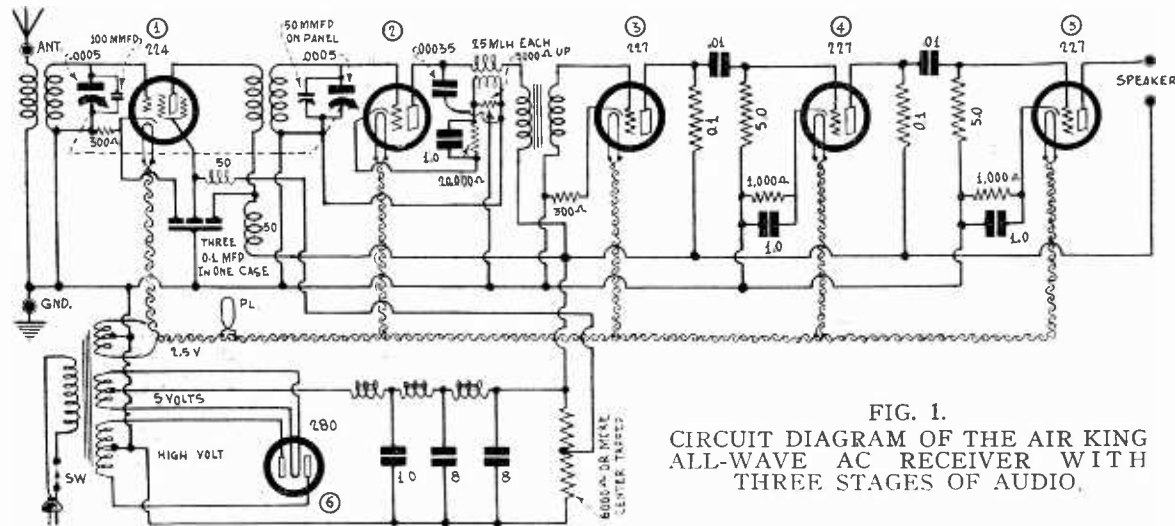 ANT.
.0005
100 MMFD.
①
224
300Ω
50 MMFD
ON PANEL
.0005
②
.00035
25 MLH EACH
UP
1.0
20,000Ω
③
227
.01
④
227
.01
⑤
227
SPEAKER
0.1
5.0
0.1
5.0
50
50
THREE
0.1 MFD
IN ONE CASE
300Ω
1,000Ω
1.0
1,000Ω
1.0
GND.
PL
2.5 V
5 VOLTS
280
HIGH VOLT
⑥
SW
10
8
8
6000Ω OR MORE
CENTER TAPPED
FIG. 1.
CIRCUIT DIAGRAM OF THE AIR KING
ALL-WAVE AC RECEIVER WITH
THREE STAGES OF AUDIO.